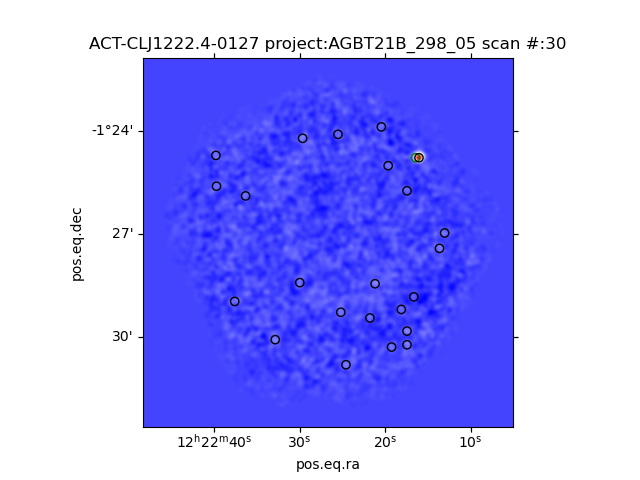 ACT-CLJ1222.4-0127 project:AGBT21B_298_05 scan #:30
-1°24'
27'
30'
pos.eq.dec
12ʰ22ᵐ40ˢ 30ˢ 20ˢ 10ˢ
pos.eq.ra